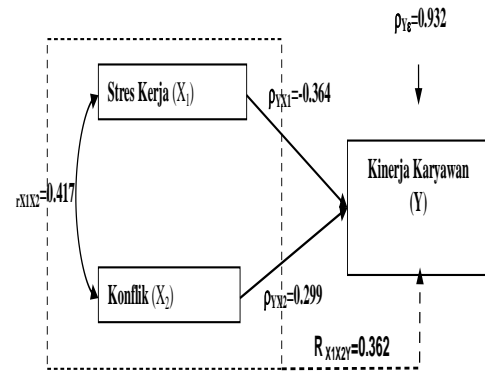 ρYε=0.932
Stres Kerja (X1)
ρYX1=-0.364
Kinerja Karyawan
(Y)
rX1X2=0.417
Konflik (X2)
ρYX2=0.299
R X1X2Y=0.362